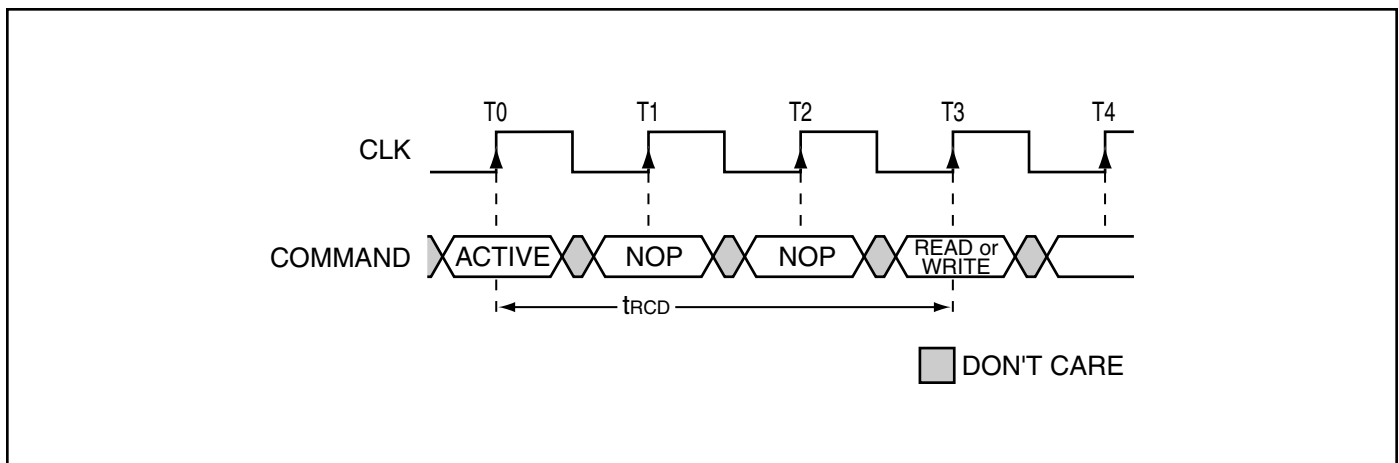 T0 T1 T2 T3 T4
CLK
COMMAND ACTIVE NOP NOP READ or
WRITE
tRCD
DON'T CARE